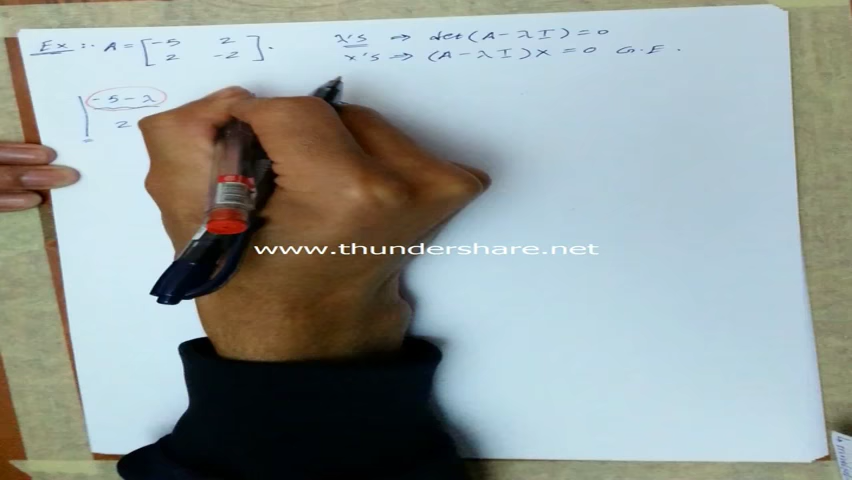 Ex :- A = [ -5 2 ] . λ's ⇒ det(A - λI) = 0
[ 2 -2 ] x's ⇒ (A - λI) x = 0 G.E.
| -5 - λ
2
www.thundershare.net